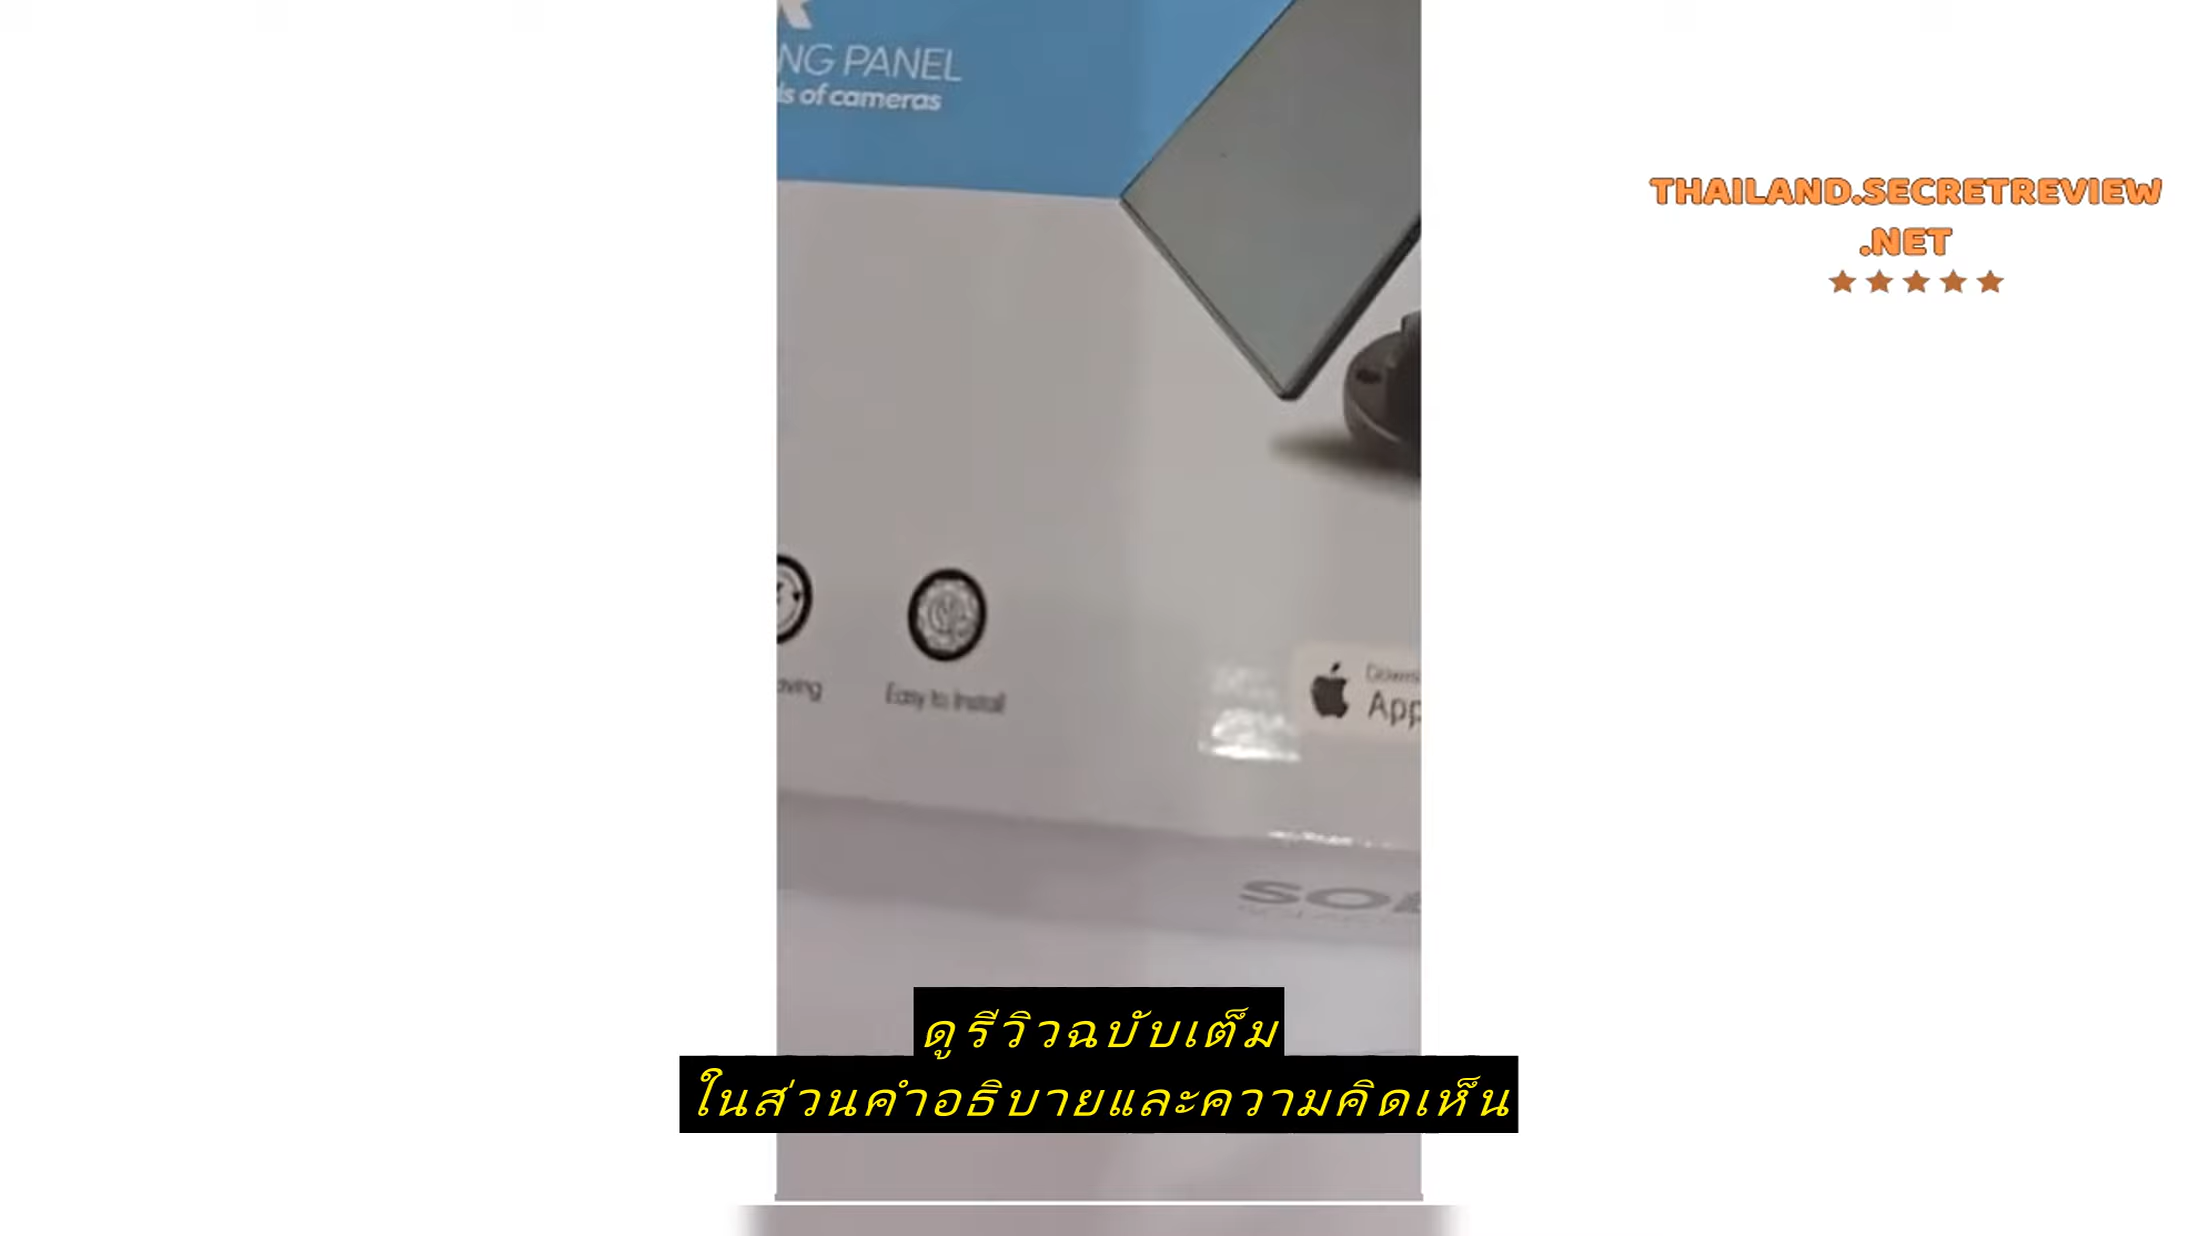 NG PANEL
ls of cameras
THAILAND.SECRETREVIEW
.NET
Easy to Install
App
SOL
ดูรีวิวฉบับเต็ม
ในส่วนคำอธิบายและความคิดเห็น